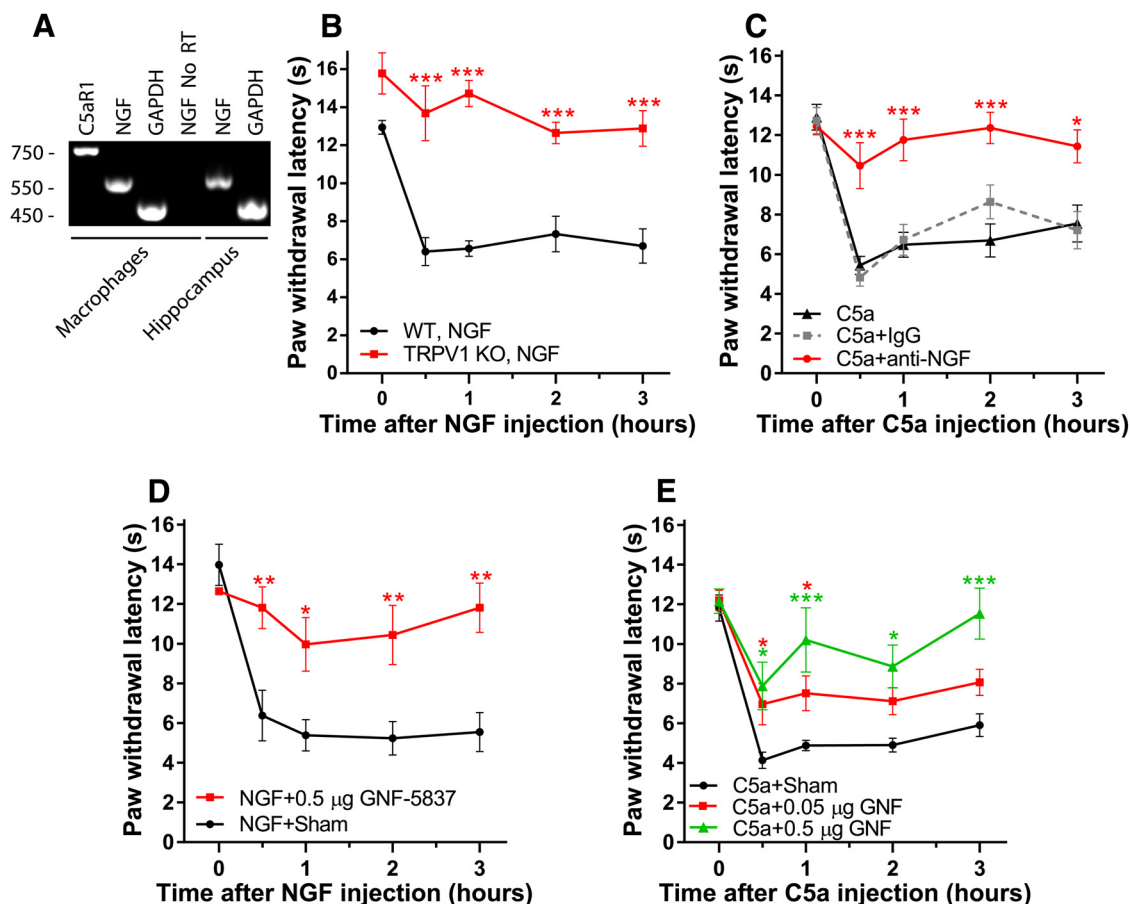 A
C5aR1
NGF
GAPDH
NGF No RT
NGF
GAPDH
750 -
550 -
450 -
Macrophages
Hippocampus
B
Paw withdrawal latency (s)
16
14
12
10
8
6
4
2
0
***
***
***
***
WT, NGF
TRPV1 KO, NGF
0 1 2 3
Time after NGF injection (hours)
C
Paw withdrawal latency (s)
16
14
12
10
8
6
4
2
0
***
***
***
*
C5a
C5a+IgG
C5a+anti-NGF
0 1 2 3
Time after C5a injection (hours)
D
Paw withdrawal latency (s)
16
14
12
10
8
6
4
2
0
**
*
**
**
NGF+0.5 μg GNF-5837
NGF+Sham
0 1 2 3
Time after NGF injection (hours)
E
Paw withdrawal latency (s)
16
14
12
10
8
6
4
2
0
*
*
*
***
*
***
C5a+Sham
C5a+0.05 μg GNF
C5a+0.5 μg GNF
0 1 2 3
Time after C5a injection (hours)